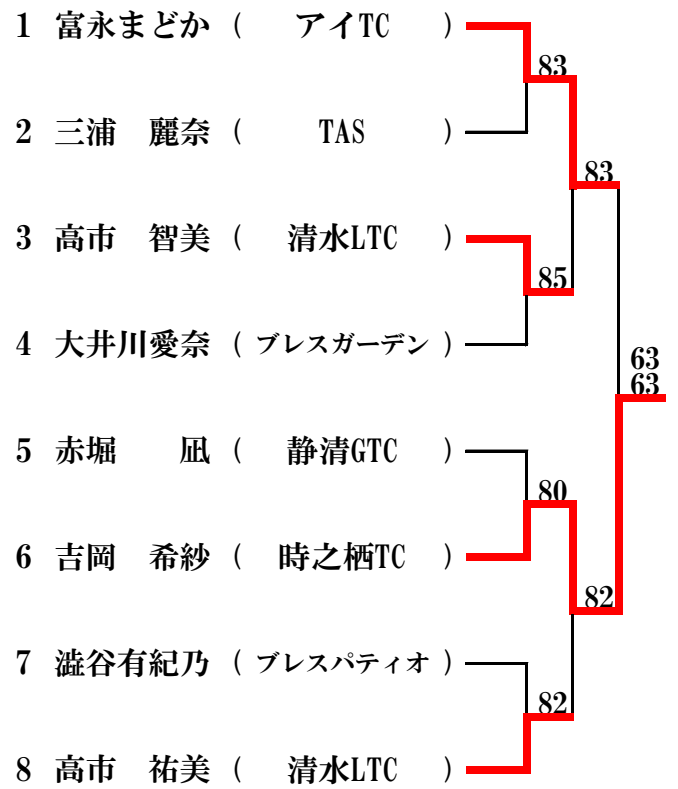 1 富永まどか ( アイTC )
83
2 三浦 麗奈 ( TAS )
83
3 高市 智美 ( 清水LTC )
85
4 大井川愛奈 ( ブレスガーデン )
63
63
5 赤堀 凪 ( 静清GTC )
80
6 吉岡 希紗 ( 時之栖TC )
82
7 澁谷有紀乃 ( ブレスパティオ )
82
8 高市 祐美 ( 清水LTC )